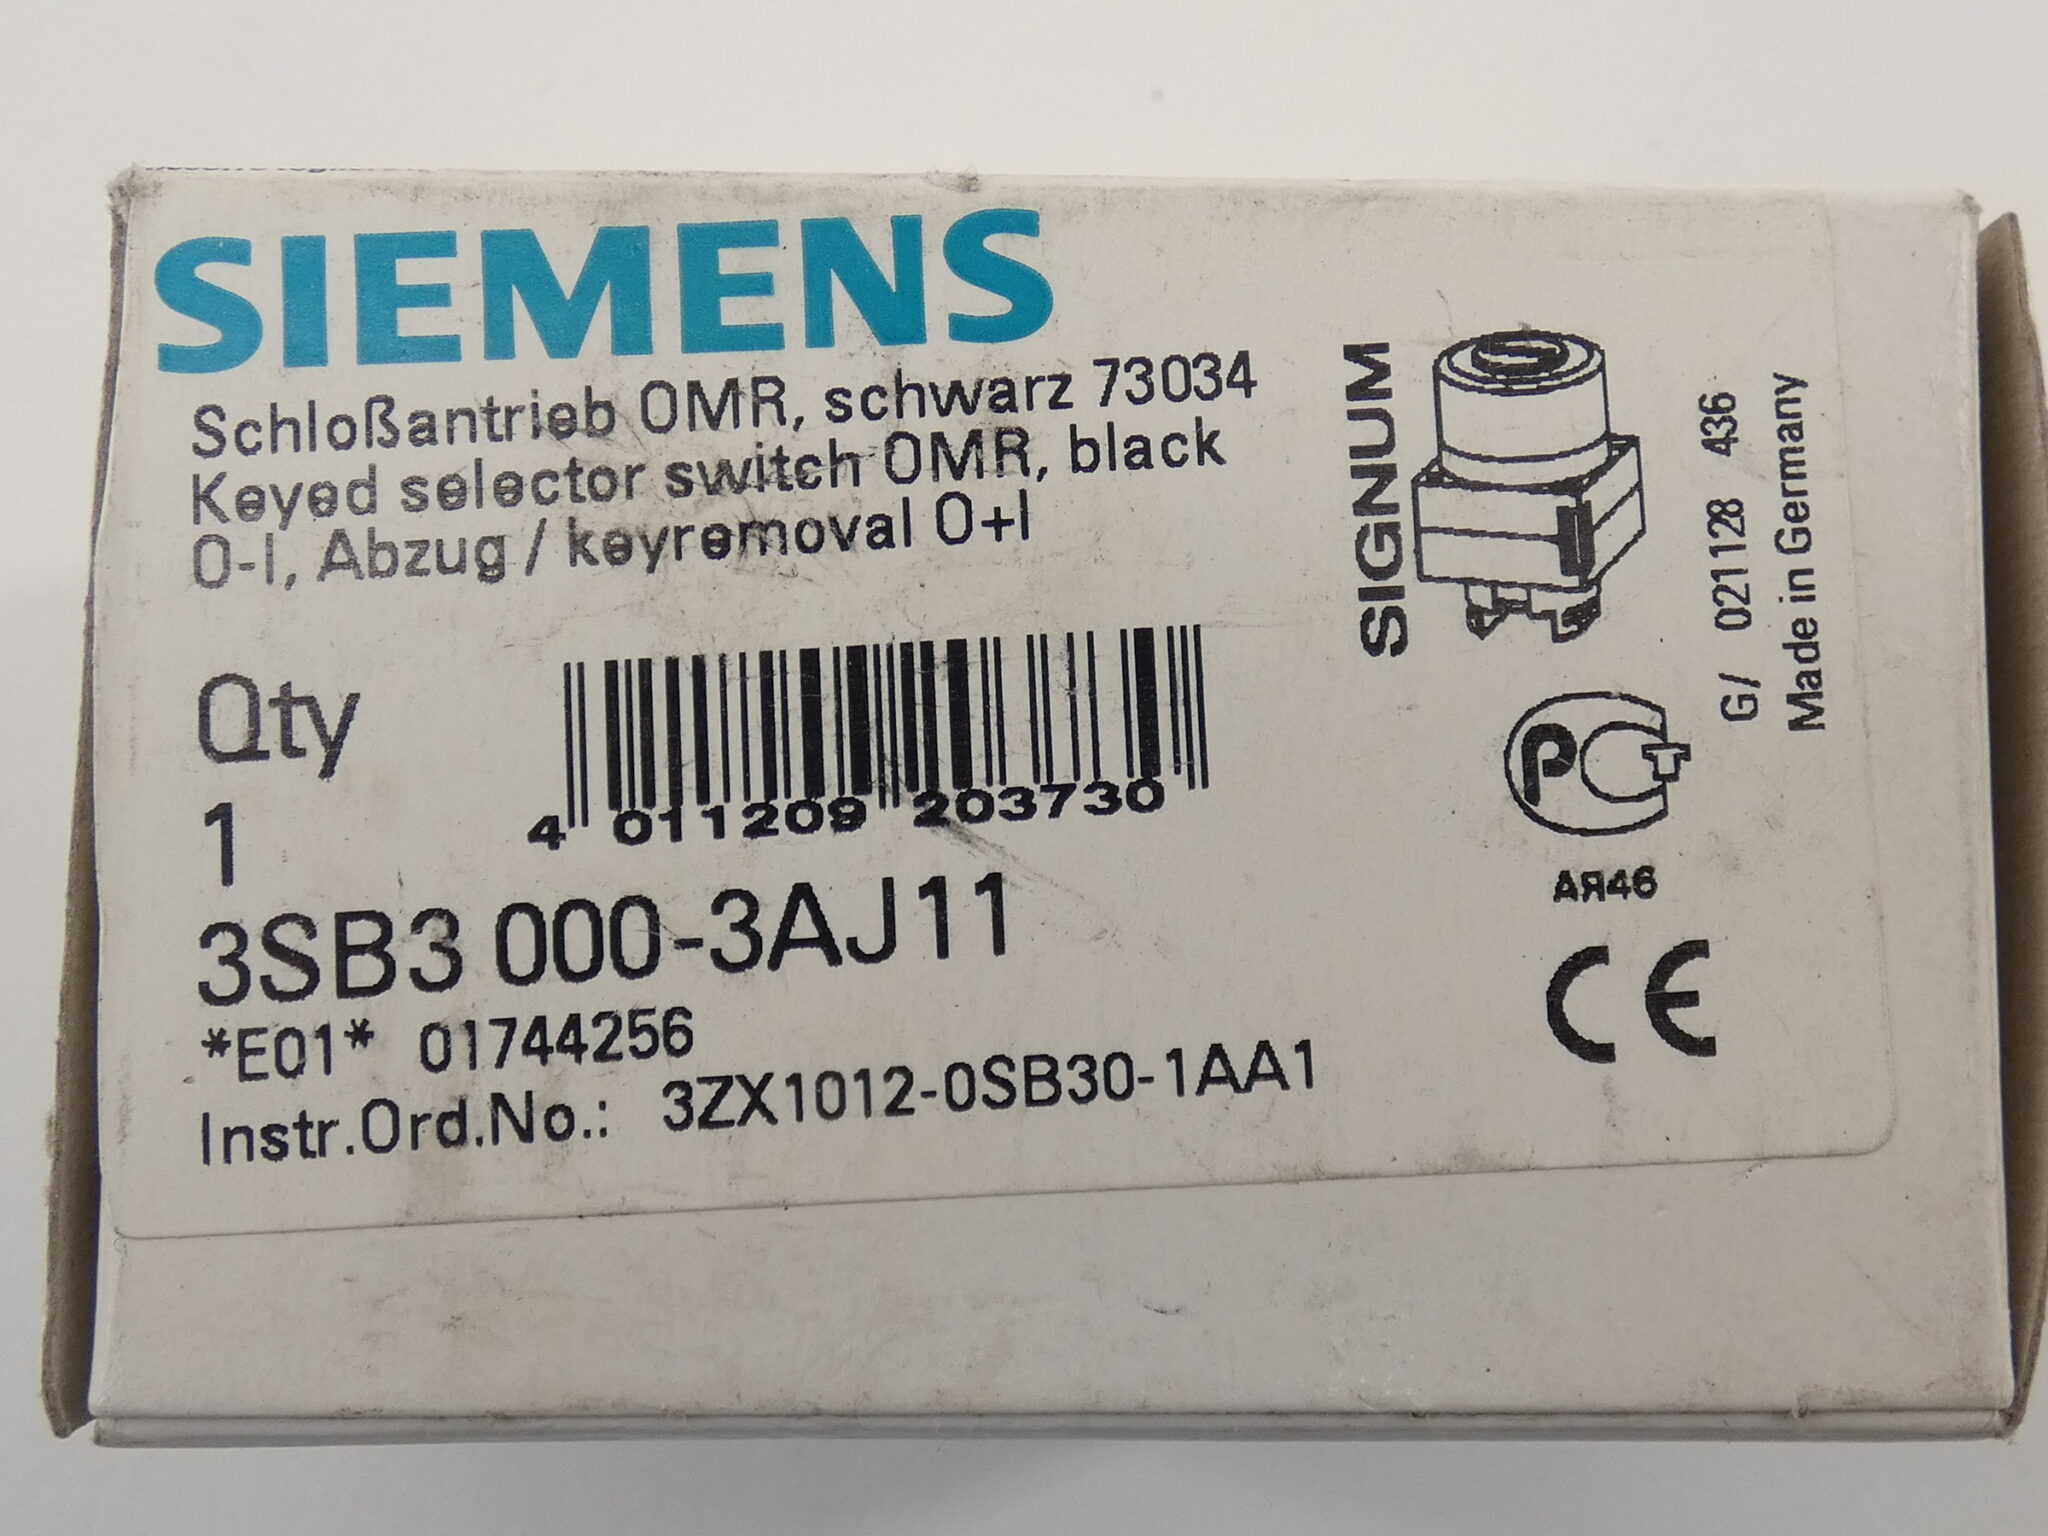 SIEMENS
Schloßantrieb OMR, schwarz 73034
Keyed selector switch OMR, black
O-I, Abzug / keyremoval O+I
Qty
1
4 011209 203730
3SB3 000-3AJ11
*E01* 01744256
Instr.Ord.No.: 3ZX1012-0SB30-1AA1
SIGNUM
G/ 021128 436
Made in Germany
АЯ46
CE